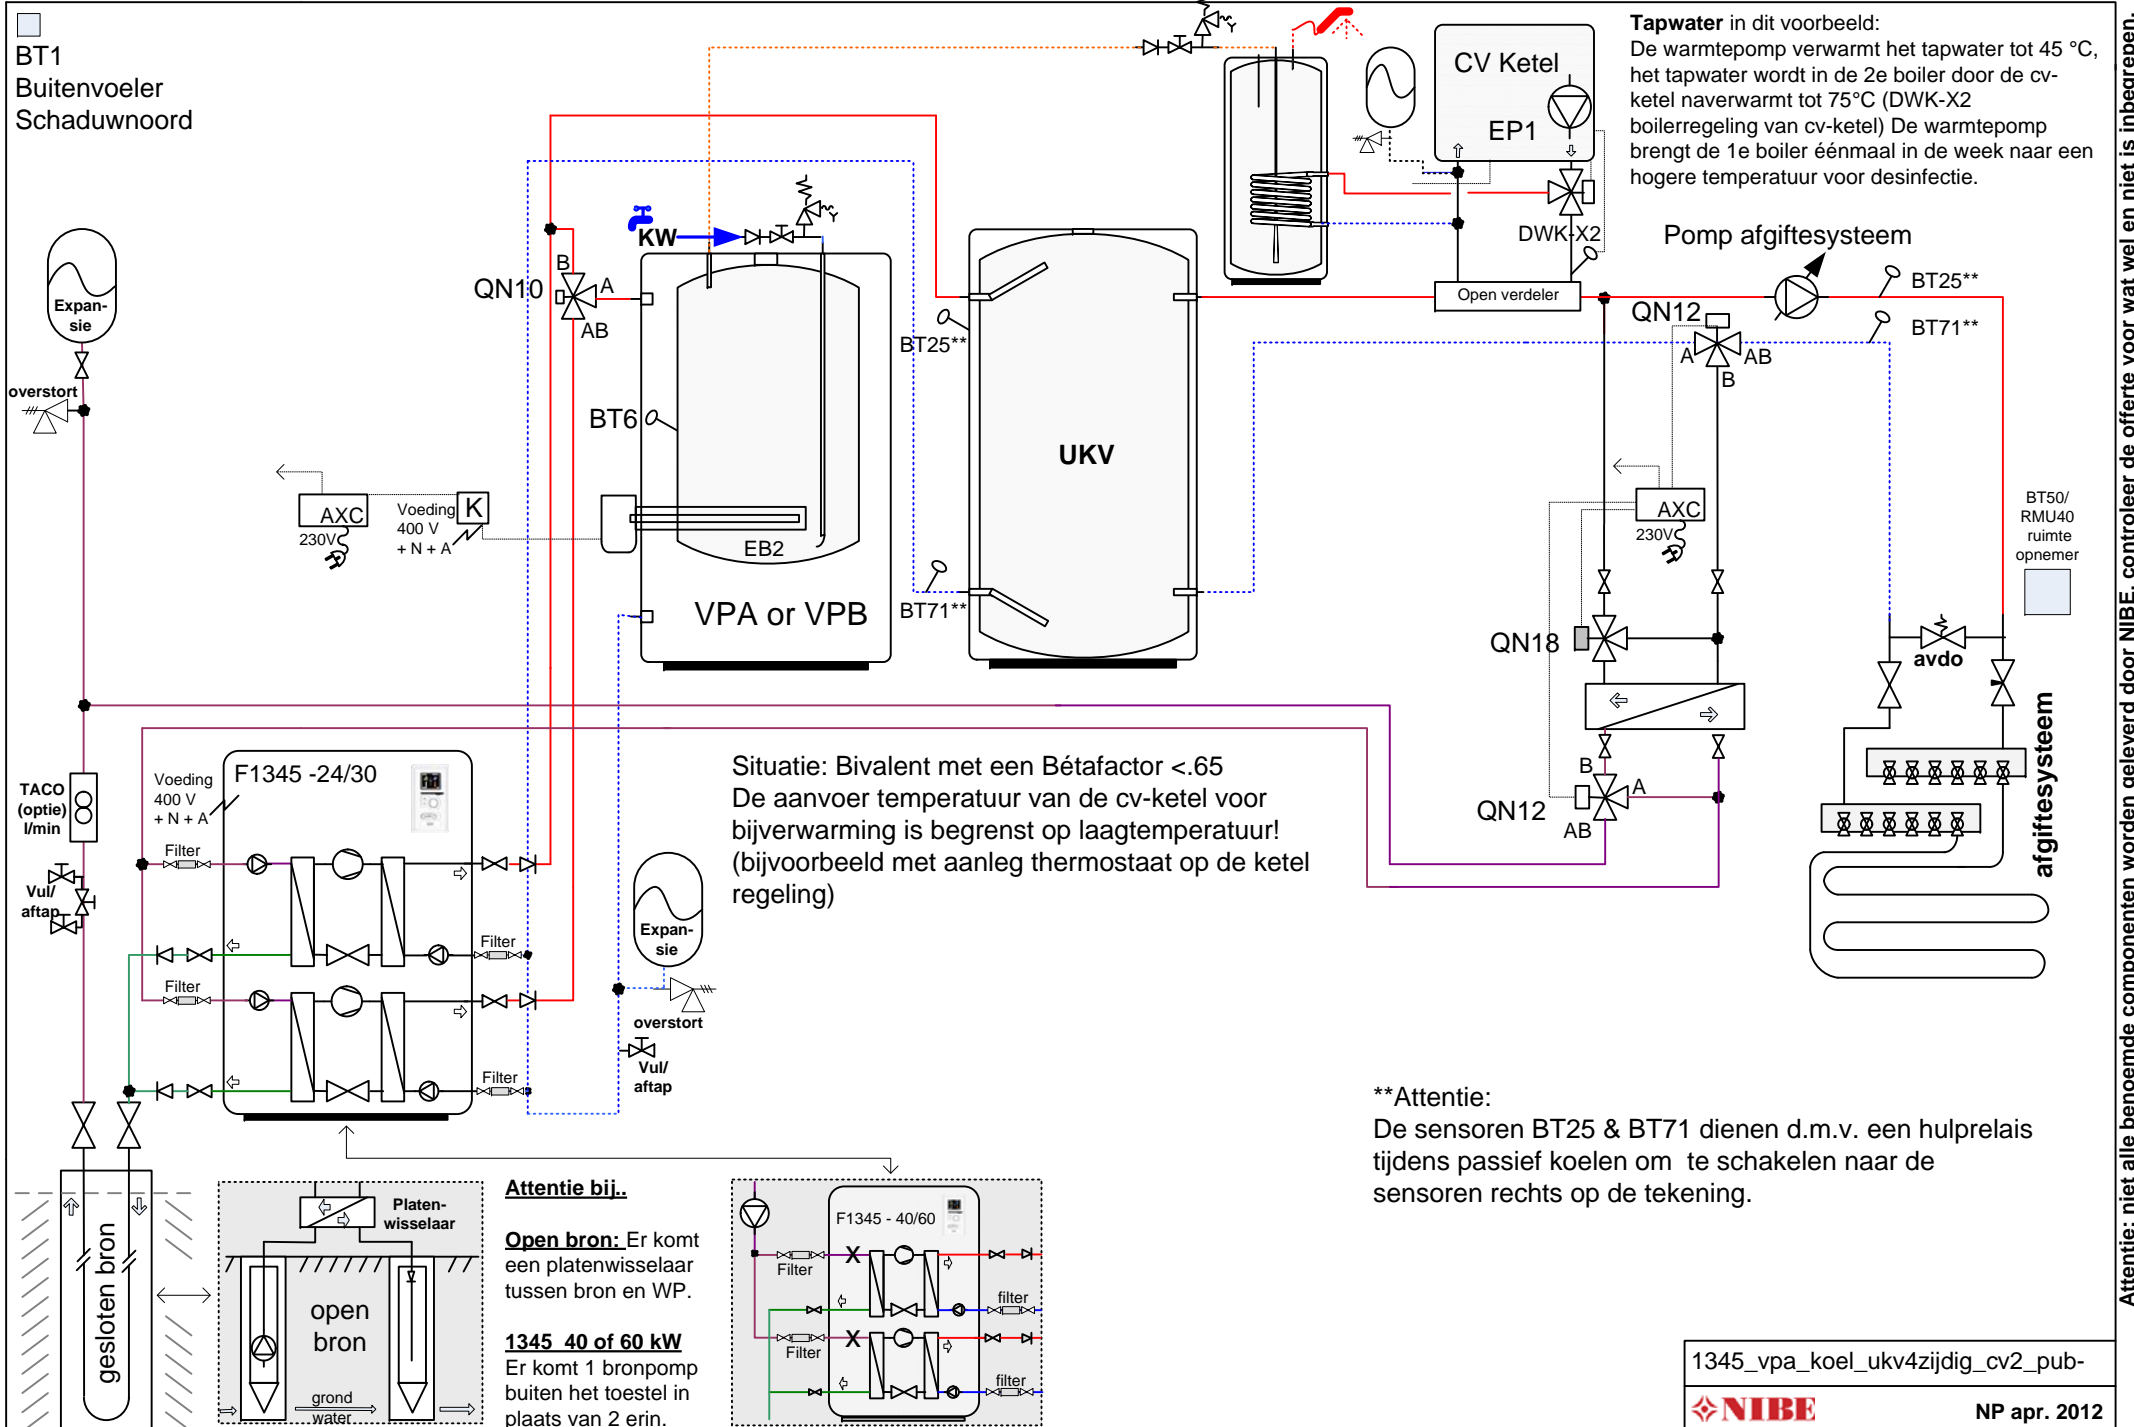 BT1
Buitenvoeler
Schaduwnoord
Tapwater in dit voorbeeld:
De warmtepomp verwarmt het tapwater tot 45 °C,
het tapwater wordt in de 2e boiler door de cv-
ketel naverwarmt tot 75°C (DWK-X2
boilerregeling van cv-ketel) De warmtepomp
brengt de 1e boiler éénmaal in de week naar een
hogere temperatuur voor desinfectie.
CV Ketel
EP1
DWK-X2
Open verdeler
Pomp afgiftesysteem
BT25**
BT71**
QN12
A
AB
B
KW
QN10
B
A
AB
BT6
EB2
VPA or VPB
BT25**
BT71**
UKV
Expan-
sie
overstort
AXC
230V
Voeding
400 V
+ N + A
K
AXC
230V
BT50/
RMU40
ruimte
opnemer
QN18
avdo
afgiftesysteem
B
A
QN12
AB
TACO
(optie)
l/min
Vul/
aftap
Voeding
400 V
+ N + A
F1345 -24/30
Filter
Filter
Filter
Filter
Situatie: Bivalent met een Bétafactor <.65
De aanvoer temperatuur van de cv-ketel voor
bijverwarming is begrenst op laagtemperatuur!
(bijvoorbeeld met aanleg thermostaat op de ketel
regeling)
Expan-
sie
overstort
Vul/
aftap
**Attentie:
De sensoren BT25 & BT71 dienen d.m.v. een hulprelais
tijdens passief koelen om te schakelen naar de
sensoren rechts op de tekening.
gesloten bron
Platen-
wisselaar
open
bron
grond
water
Attentie bij..
Open bron: Er komt
een platenwisselaar
tussen bron en WP.
1345 40 of 60 kW
Er komt 1 bronpomp
buiten het toestel in
plaats van 2 erin.
F1345 - 40/60
Filter
X
filter
Filter
X
filter
1345_vpa_koel_ukv4zijdig_cv2_pub-
NIBE
NP apr. 2012
Attentie: niet alle benoemde componenten worden geleverd door NIBE, controleer de offerte voor wat wel en niet is inbegrepen.